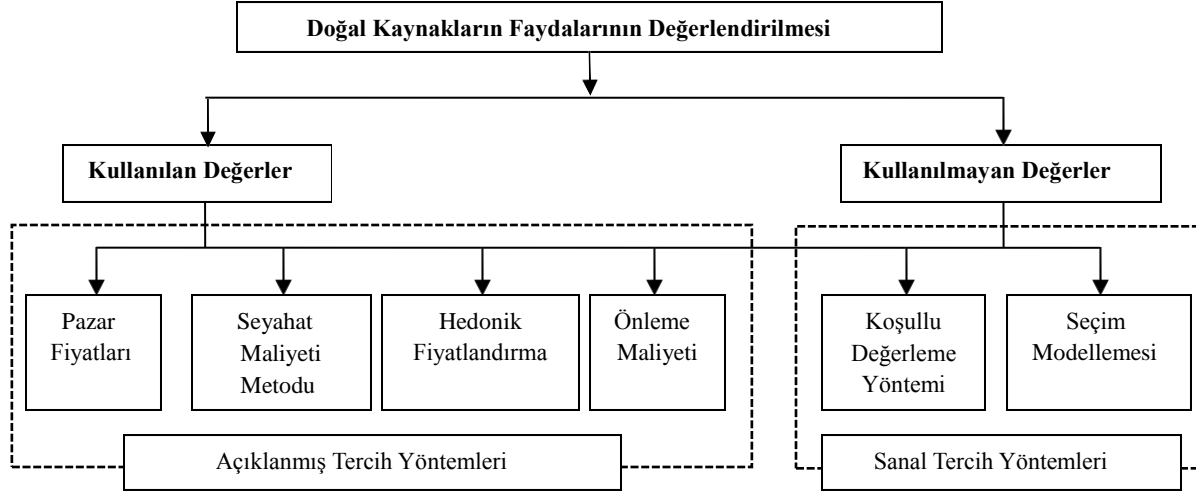 Doğal Kaynakların Faydalarının Değerlendirilmesi
Kullanılan Değerler
Kullanılmayan Değerler
Pazar
Fiyatları
Seyahat
Maliyeti
Metodu
Hedonik
Fiyatlandırma
Önleme
Maliyeti
Koşullu
Değerleme
Yöntemi
Seçim
Modellemesi
Açıklanmış Tercih Yöntemleri
Sanal Tercih Yöntemleri